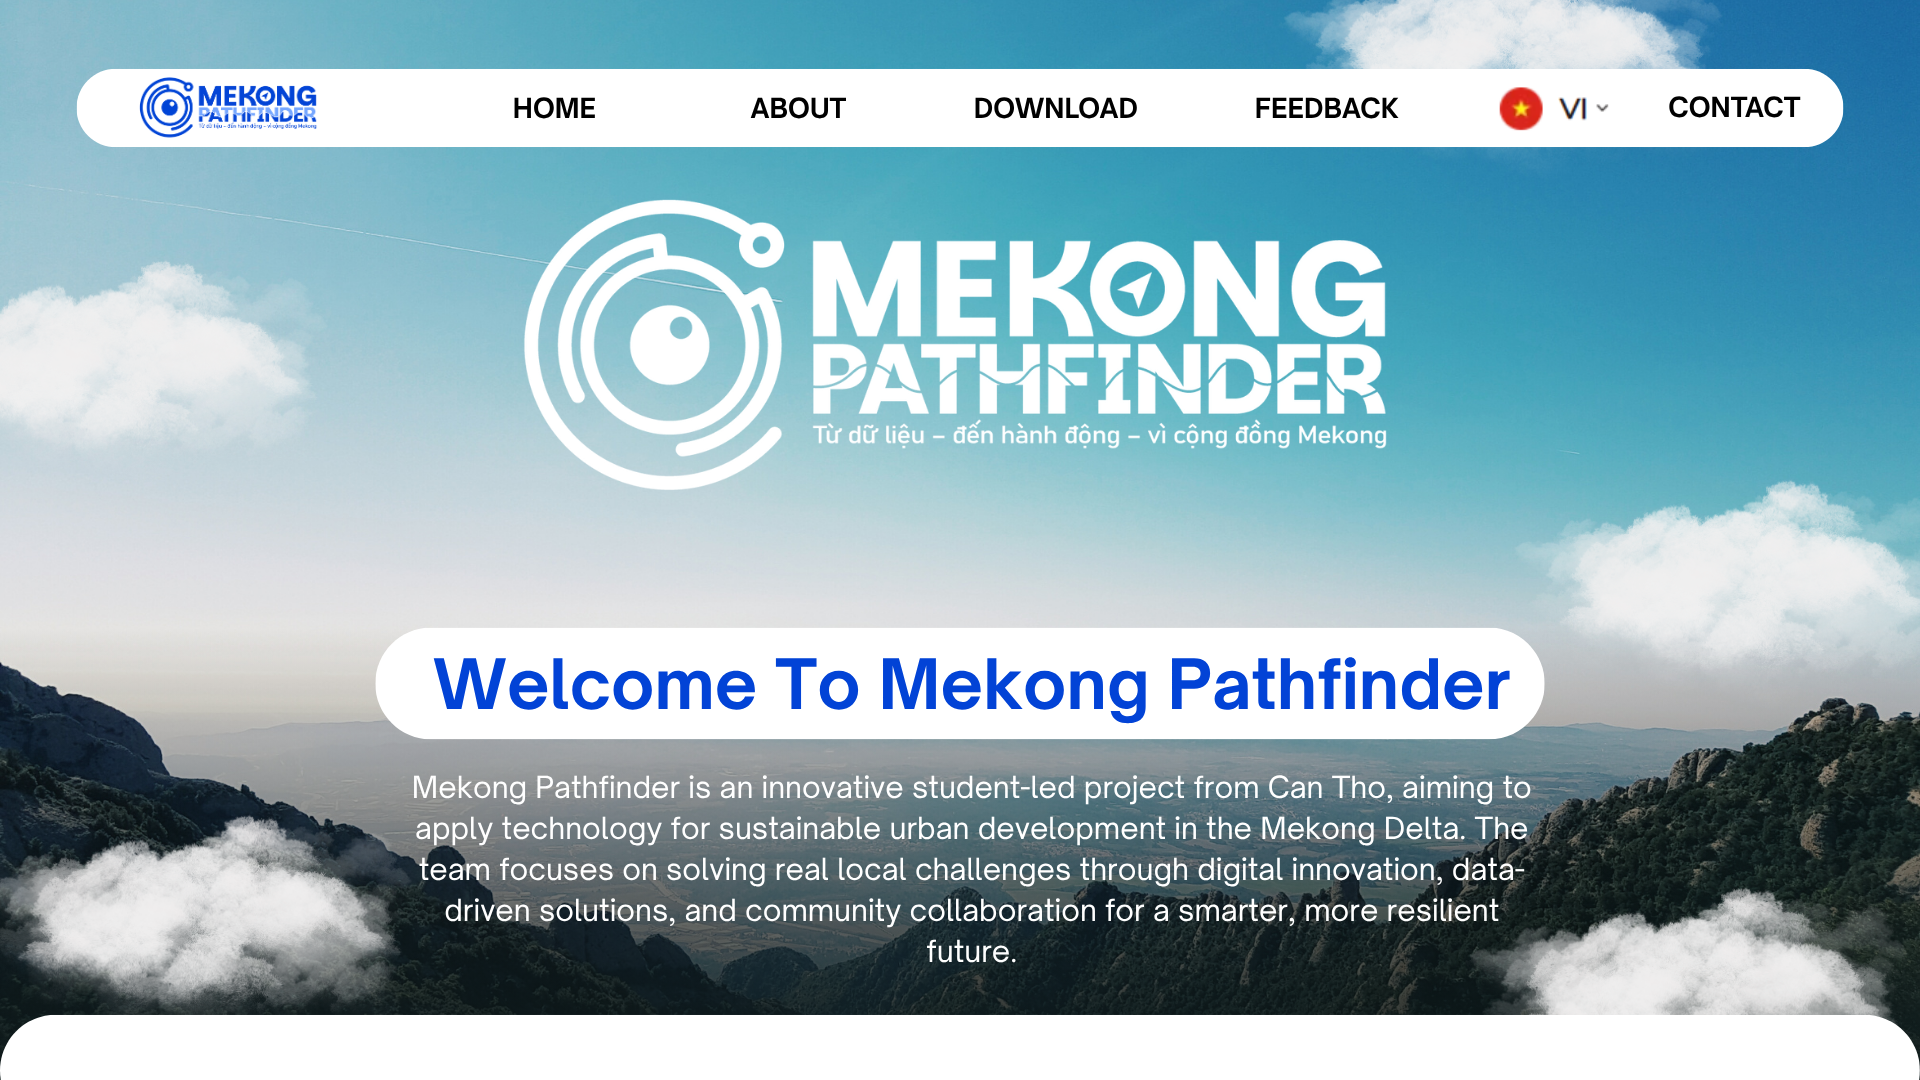 MEKONG
PATHFINDER
Từ dữ liệu – đến hành động – vì cộng đồng Mekong
HOME
ABOUT
DOWNLOAD
FEEDBACK
VI
CONTACT
MEKONG
PATHFINDER
Từ dữ liệu – đến hành động – vì cộng đồng Mekong
Welcome To Mekong Pathfinder
Mekong Pathfinder is an innovative student-led project from Can Tho, aiming to
apply technology for sustainable urban development in the Mekong Delta. The
team focuses on solving real local challenges through digital innovation, data-
driven solutions, and community collaboration for a smarter, more resilient
future.